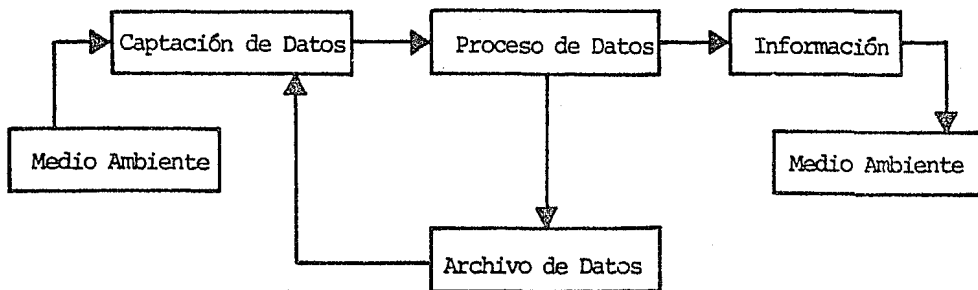 Captación de Datos
Proceso de Datos
Información
Medio Ambiente
Medio Ambiente
Archivo de Datos